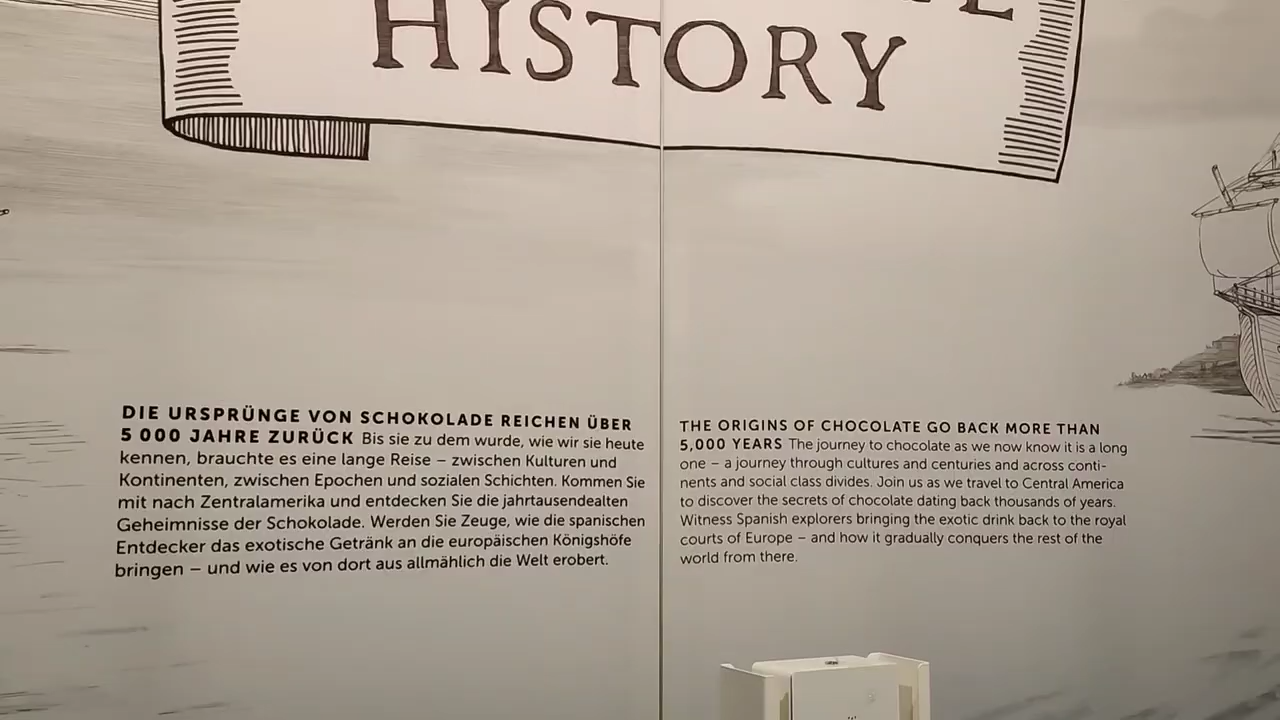 HISTORY
DIE URSPRÜNGE VON SCHOKOLADE REICHEN ÜBER
5 000 JAHRE ZURÜCK Bis sie zu dem wurde, wie wir sie heute
kennen, brauchte es eine lange Reise – zwischen Kulturen und
Kontinenten, zwischen Epochen und sozialen Schichten. Kommen Sie
mit nach Zentralamerika und entdecken Sie die jahrtausendealten
Geheimnisse der Schokolade. Werden Sie Zeuge, wie die spanischen
Entdecker das exotische Getränk an die europäischen Königshöfe
bringen – und wie es von dort aus allmählich die Welt erobert.
THE ORIGINS OF CHOCOLATE GO BACK MORE THAN
5,000 YEARS The journey to chocolate as we now know it is a long
one – a journey through cultures and centuries and across conti-
nents and social class divides. Join us as we travel to Central America
to discover the secrets of chocolate dating back thousands of years.
Witness Spanish explorers bringing the exotic drink back to the royal
courts of Europe – and how it gradually conquers the rest of the
world from there.